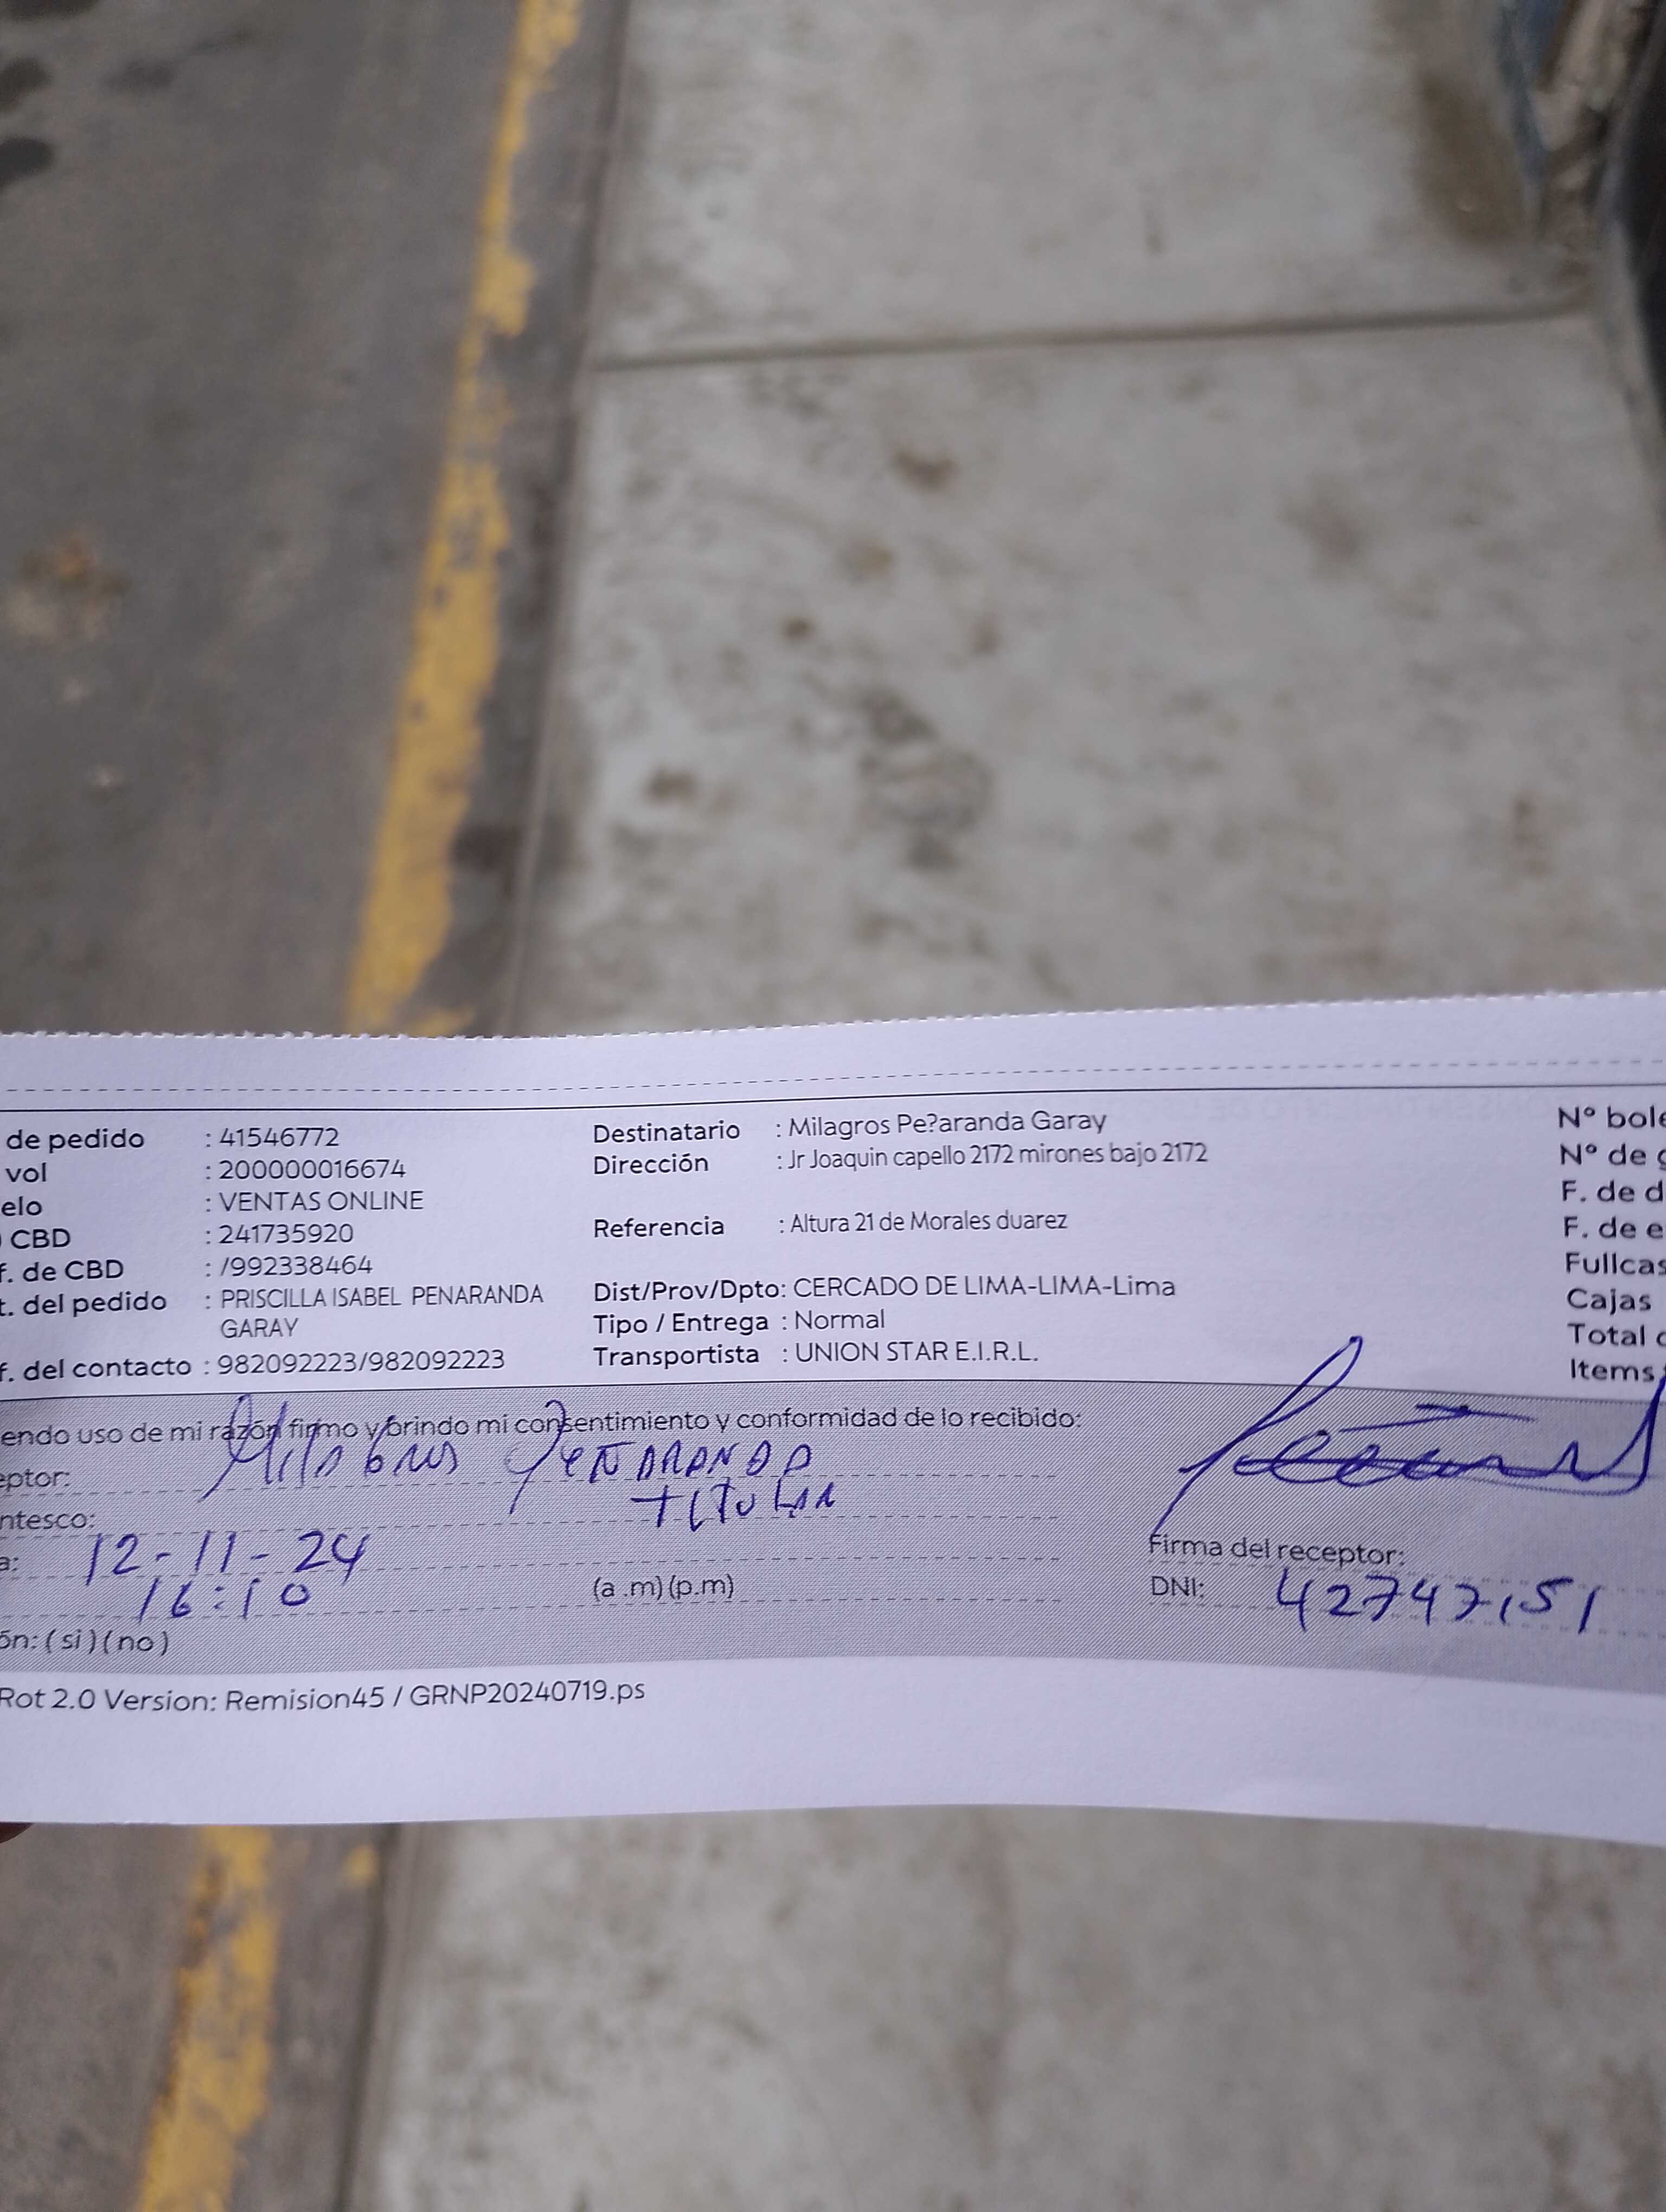 de pedido : 41546772
vol : 200000016674
elo : VENTAS ONLINE
CBD : 241735920
f. de CBD : /992338464
t. del pedido : PRISCILLA ISABEL PENARANDA
GARAY
f. del contacto : 982092223/982092223
Destinatario : Milagros Pe?aranda Garay
Dirección : Jr Joaquin capello 2172 mirones bajo 2172
Referencia : Altura 21 de Morales duarez
Dist/Prov/Dpto: CERCADO DE LIMA-LIMA-Lima
Tipo / Entrega : Normal
Transportista : UNION STAR E.I.R.L.
N° bole
N° de g
F. de d
F. de e
Fullcas
Cajas
Total
Items
endo uso de mi razón firmo y brindo mi consentimiento y conformidad de lo recibido:
eptor: Milagros Peñaranda
ntesco: Titular
a: 12-11-24
16:10 (a .m) (p.m)
ón: ( si ) ( no )
Firma del receptor:
DNI: 42747151
Rot 2.0 Version: Remision45 / GRNP20240719.ps